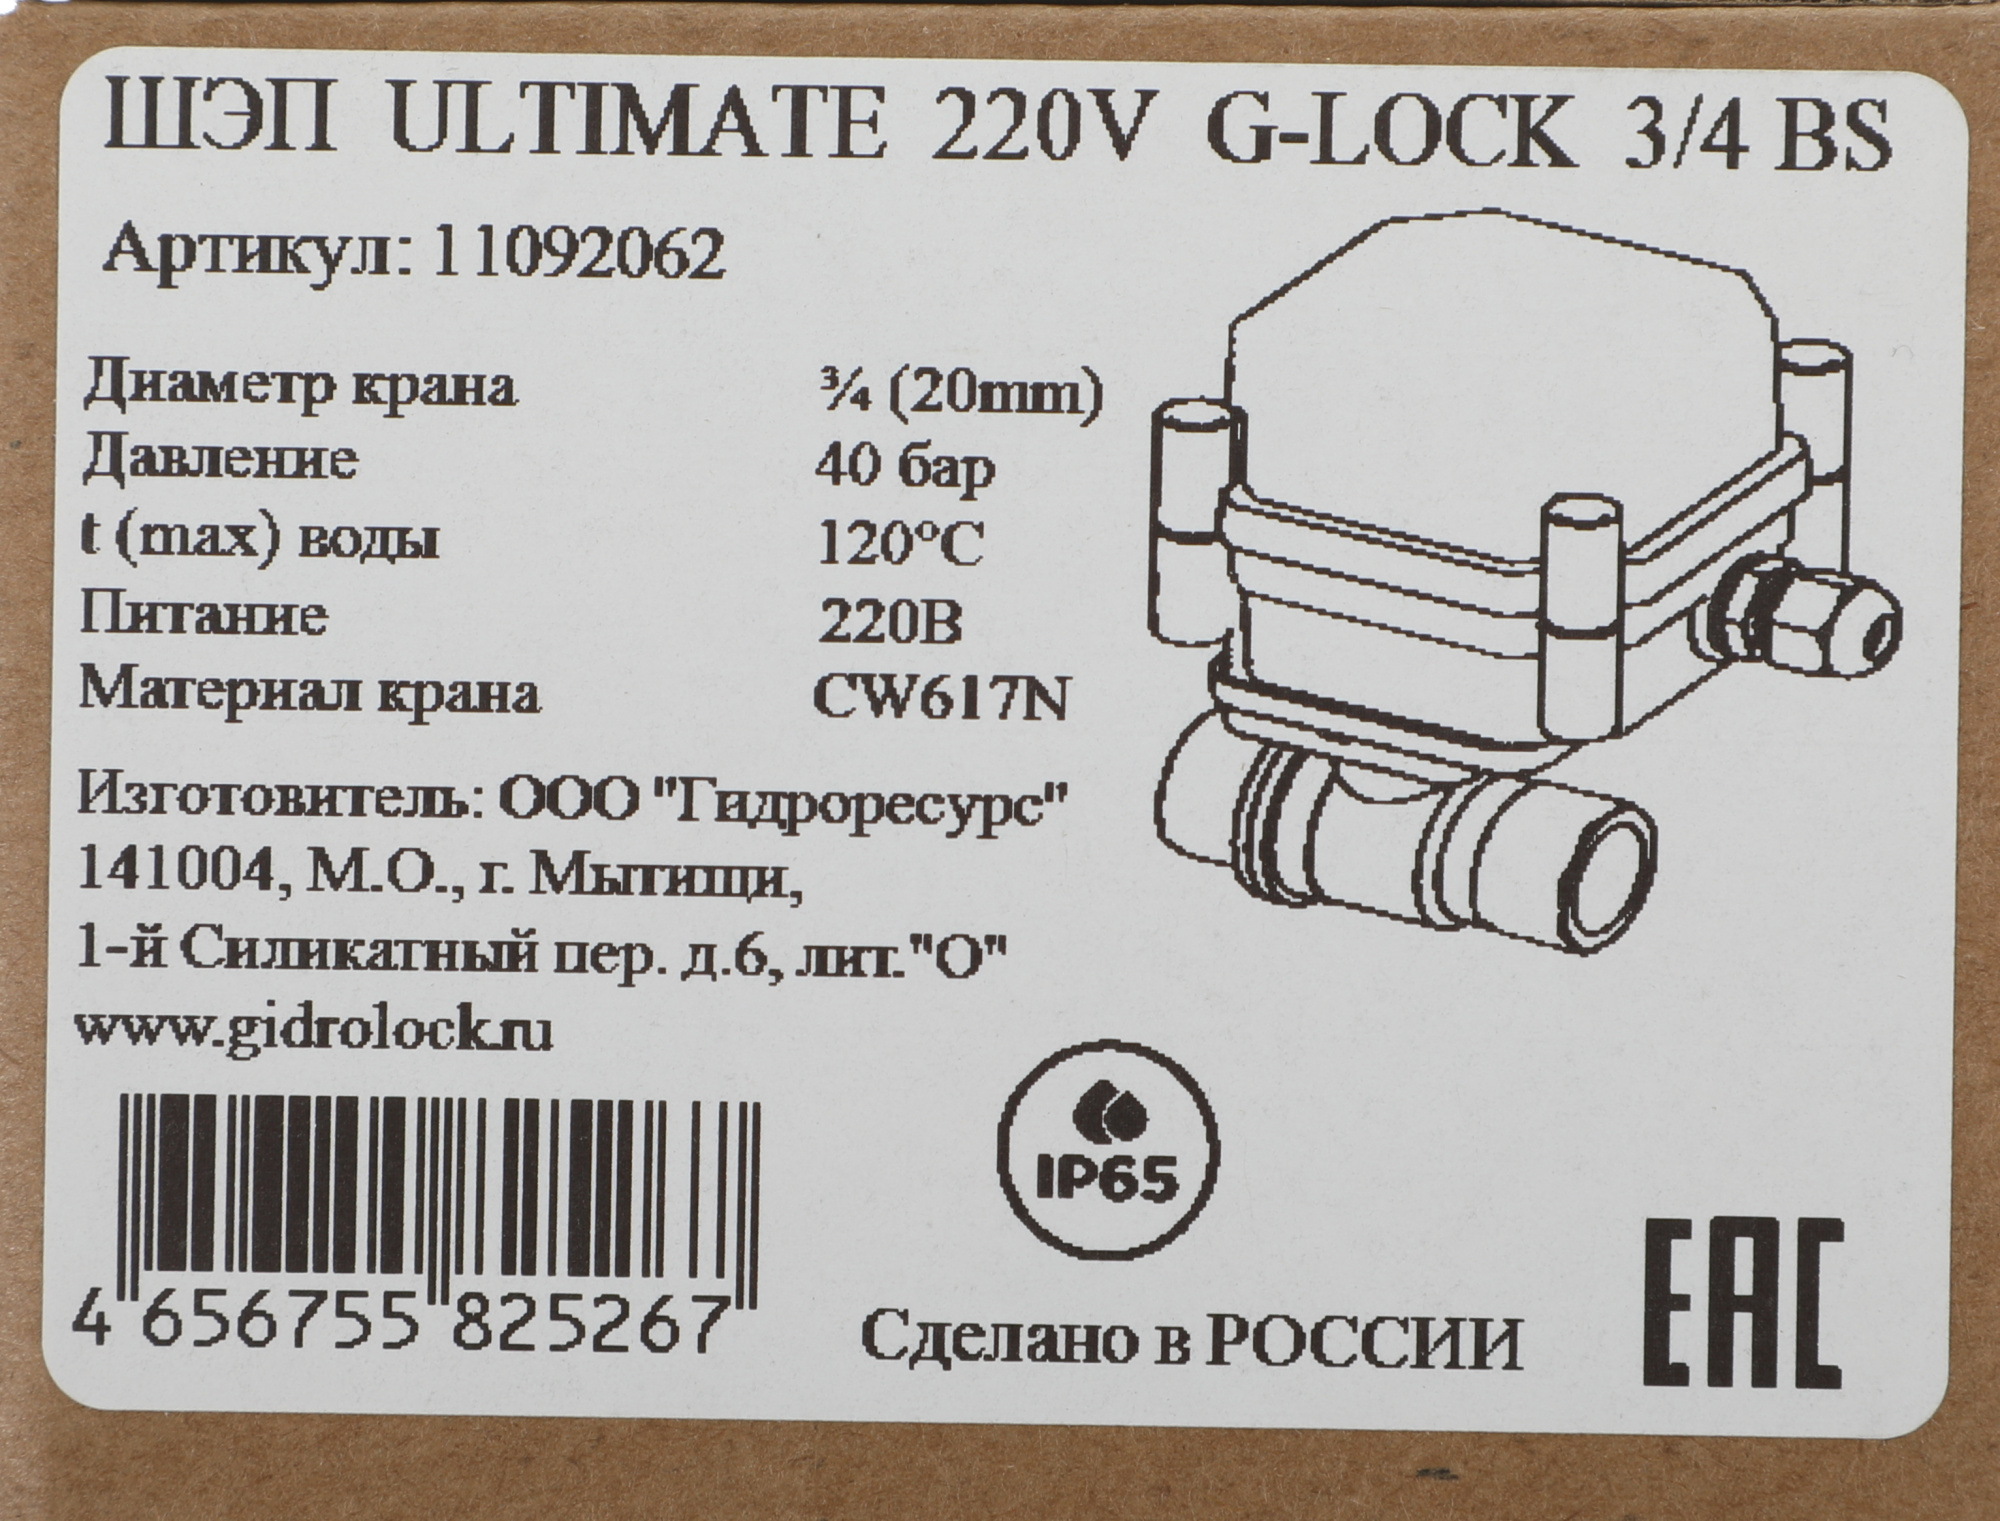 ШЭП ULTIMATE 220V G-LOCK 3/4 BS
Артикул: 11092062
Диаметр крана ¾ (20mm)
Давление 40 бар
t (max) воды 120°C
Питание 220В
Материал крана CW617N
Изготовитель: ООО "Гидроресурс"
141004, М.О., г. Мытищи,
1-й Силикатный пер. д.6, лит."О"
www.gidrolock.ru
IP65
4 656755 825267
Сделано в РОССИИ
EAC